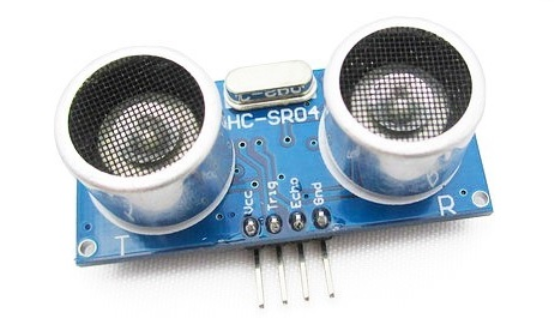 HC-SR04
Vcc
Trig
Echo
Gnd
T
R